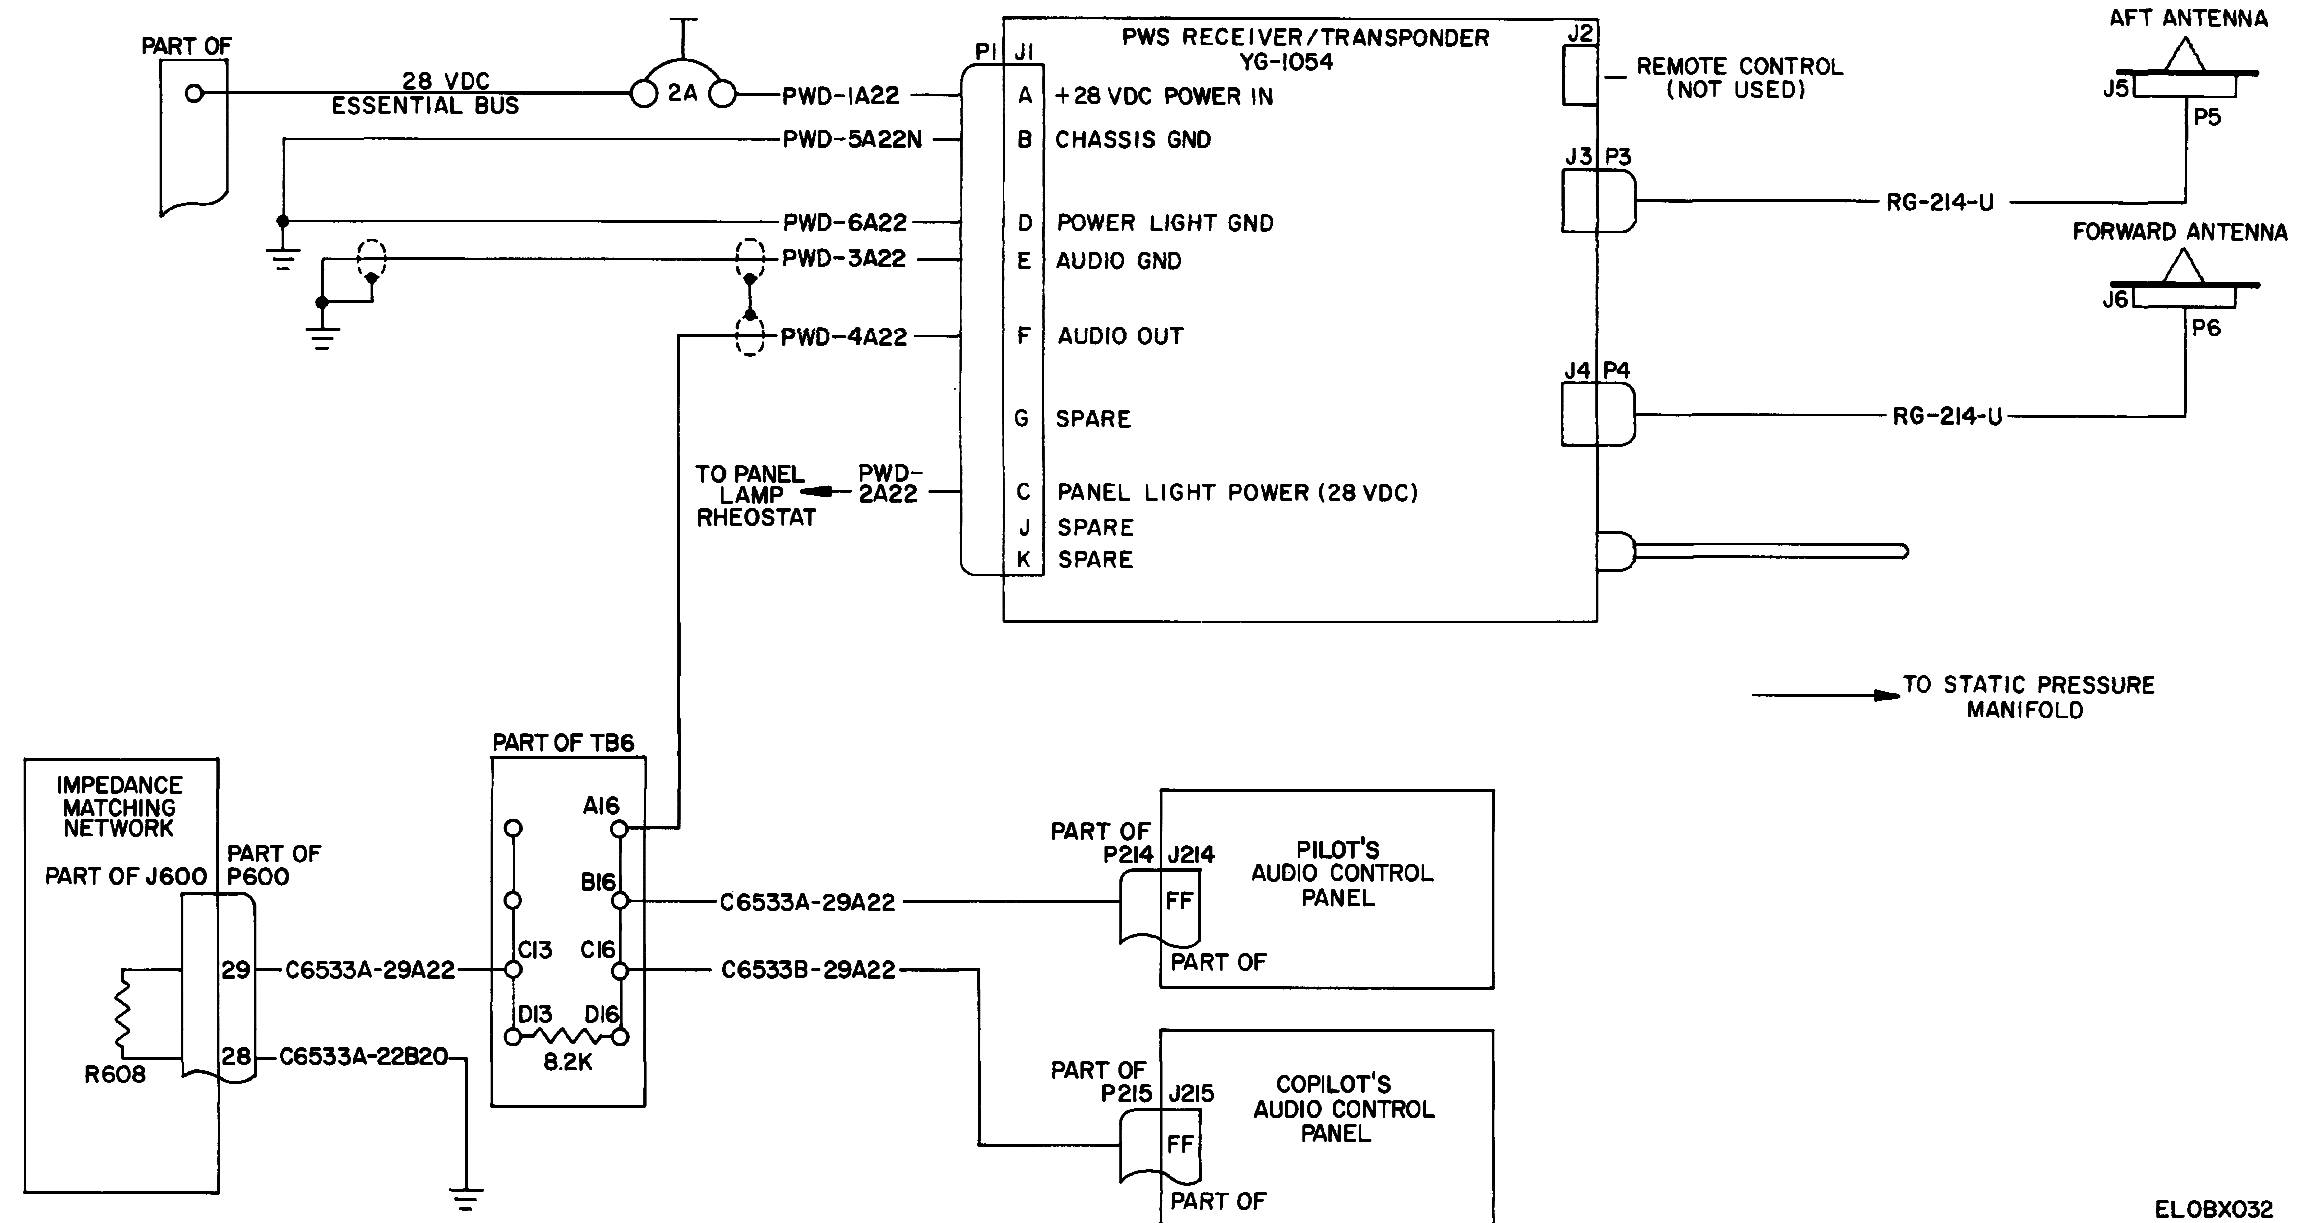 PART OF
28 VDC
ESSENTIAL BUS
2A
PWD-1A22
PWD-5A22N
PWD-6A22
PWD-3A22
PWD-4A22
TO PANEL
LAMP
RHEOSTAT
PWD-
2A22
P1 J1
PWS RECEIVER/TRANSPONDER
YG-1054
A +28 VDC POWER IN
B CHASSIS GND
D POWER LIGHT GND
E AUDIO GND
F AUDIO OUT
G SPARE
C PANEL LIGHT POWER (28 VDC)
J SPARE
K SPARE
J2
REMOTE CONTROL
(NOT USED)
J3 P3
RG-214-U
AFT ANTENNA
J5
P5
FORWARD ANTENNA
J6
P6
J4 P4
RG-214-U
TO STATIC PRESSURE
MANIFOLD
IMPEDANCE
MATCHING
NETWORK
PART OF J600
PART OF
P600
29
28
R608
C6533A-29A22
C6533A-22B20
PART OF TB6
A16
B16
C13
C16
D13
D16
8.2K
C6533A-29A22
C6533B-29A22
PART OF
P214 J214
FF
PART OF
PILOT'S
AUDIO CONTROL
PANEL
PART OF
P215 J215
FF
PART OF
COPILOT'S
AUDIO CONTROL
PANEL
EL0BX032